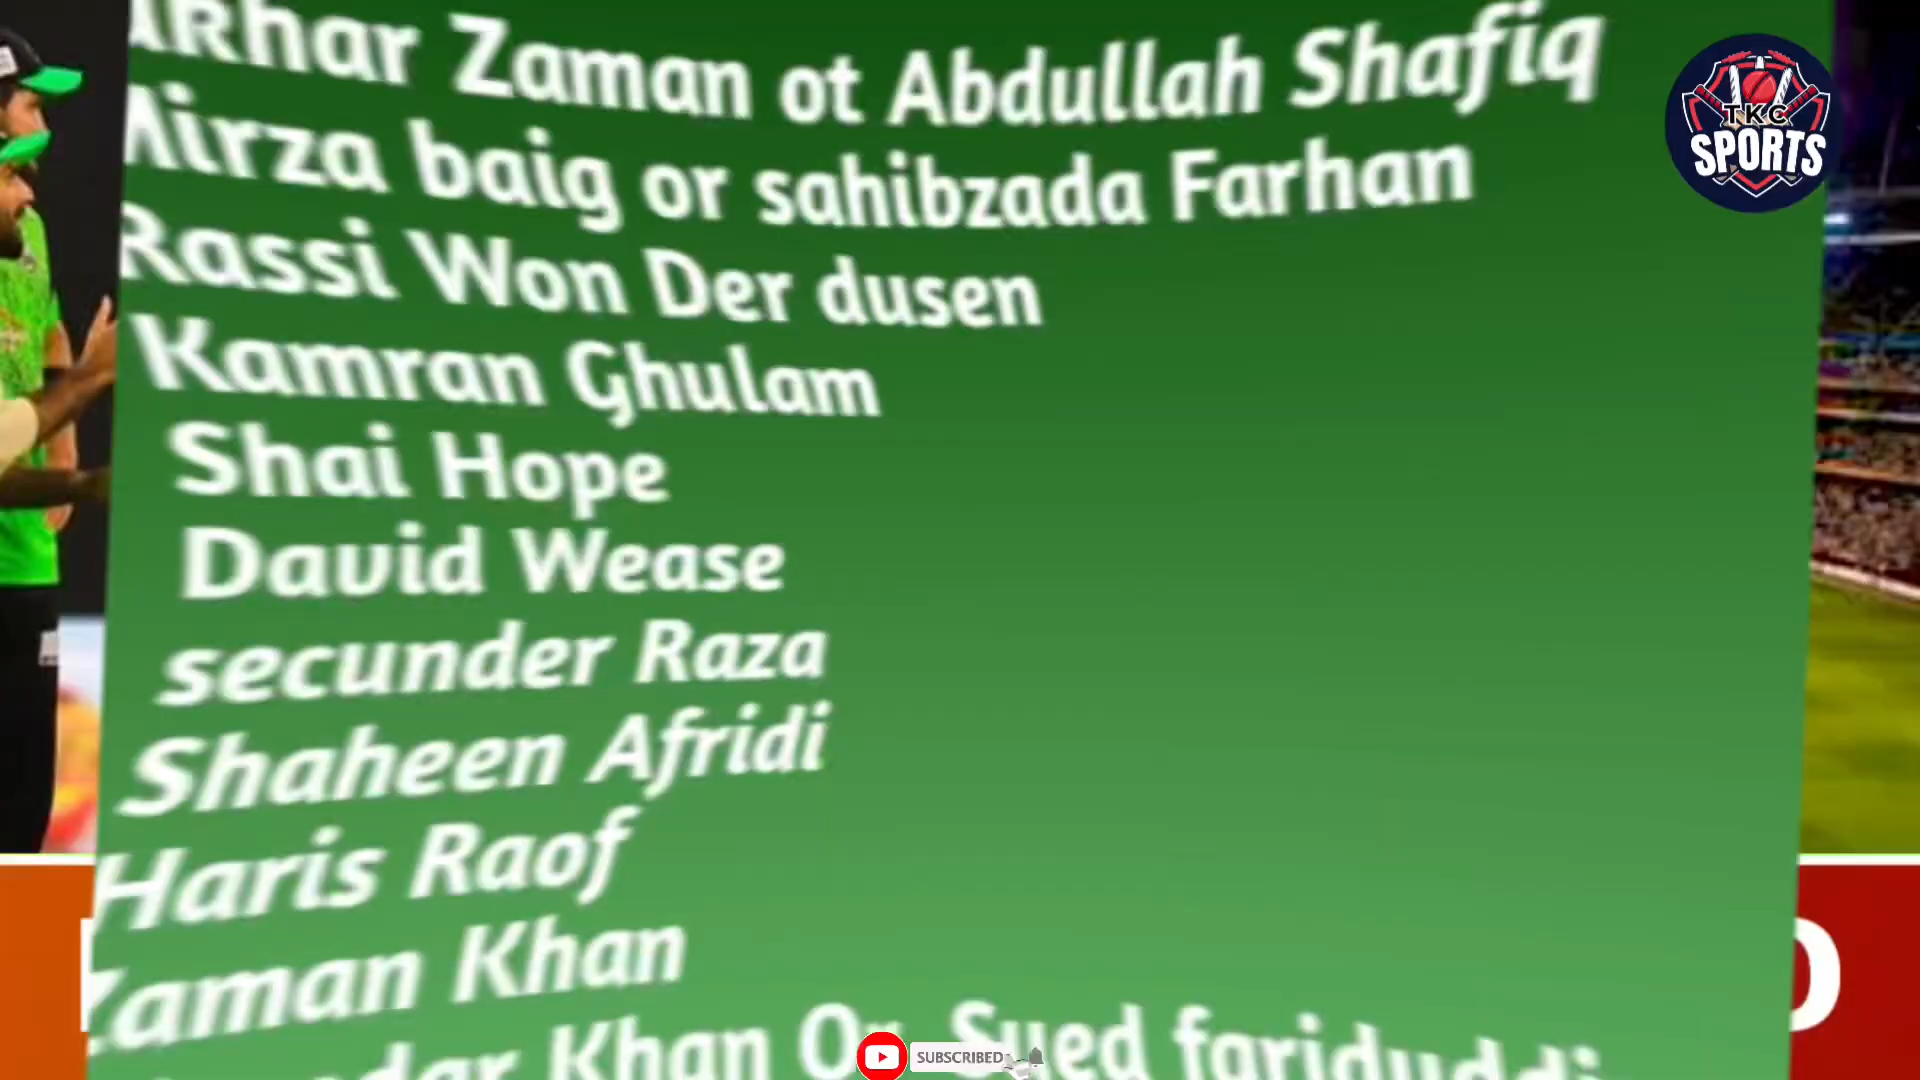 Zaman ot Abdullah Shafiq
Mirza baig or sahibzada Farhan
Rassi Won Der dusen
Kamran Ghulam
Shai Hope
David Wease
secunder Raza
Shaheen Afridi
Haris Raof
Zaman Khan
Khan Or Syed
TKC
SPORTS
SUBSCRIBED